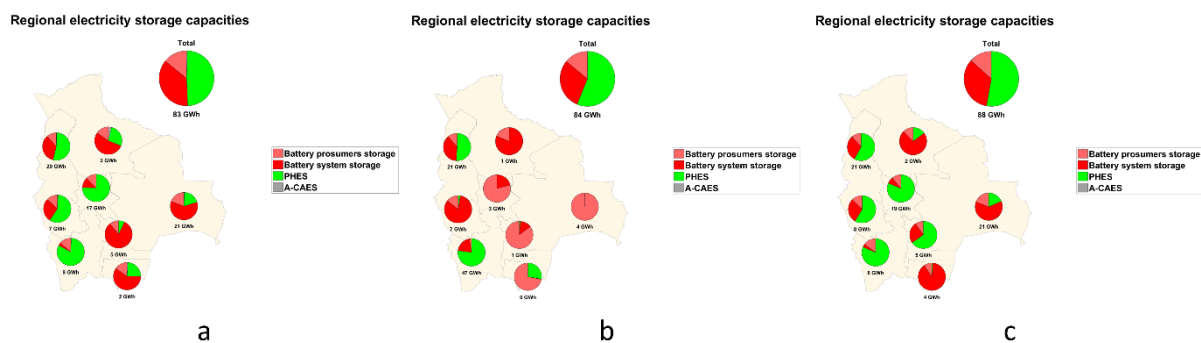 Regional electricity storage capacities
Total
83 GWh
20 GWh
3 GWh
17 GWh
7 GWh
21 GWh
5 GWh
9 GWh
2 GWh
Battery prosumers storage
Battery system storage
PHES
A-CAES
a
Regional electricity storage capacities
Total
84 GWh
21 GWh
1 GWh
3 GWh
7 GWh
4 GWh
1 GWh
47 GWh
0 GWh
Battery prosumers storage
Battery system storage
PHES
A-CAES
b
Regional electricity storage capacities
Total
88 GWh
21 GWh
2 GWh
19 GWh
8 GWh
21 GWh
5 GWh
8 GWh
4 GWh
Battery prosumers storage
Battery system storage
PHES
A-CAES
c